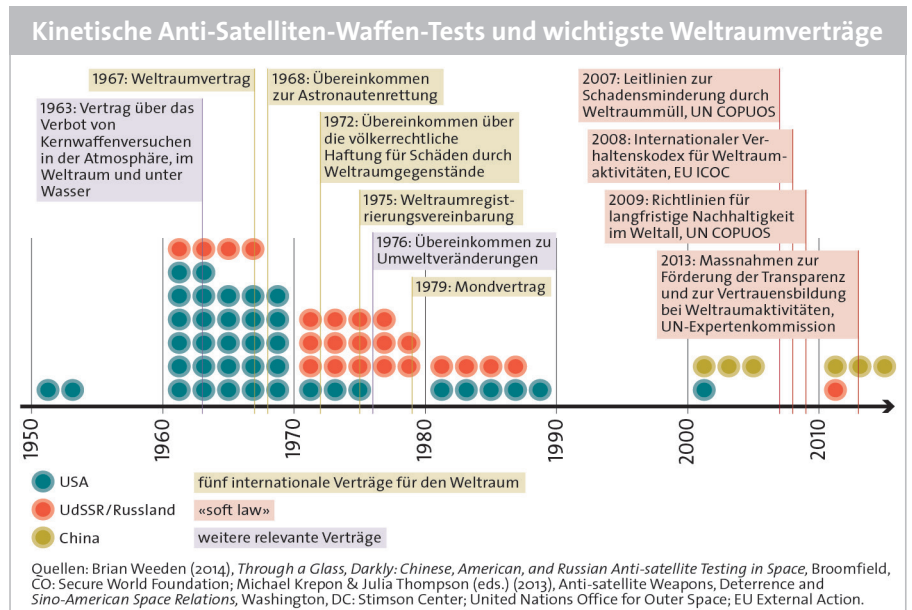 Kinetische Anti-Satelliten-Waffen-Tests und wichtigste Weltraumverträge
1967: Weltraumvertrag
1963: Vertrag über das
Verbot von
Kernwaffenversuchen
in der Atmosphäre, im
Weltraum und unter
Wasser
1968: Übereinkommen
zur Astronautenrettung
1972: Übereinkommen über
die völkerrechtliche
Haftung für Schäden durch
Weltraumgegenstände
1975: Weltraumregist-
rierungsvereinbarung
1976: Übereinkommen zu
Umweltveränderungen
1979: Mondvertrag
2007: Leitlinien zur
Schadensminderung durch
Weltraummüll, UN COPUOS
2008: Internationaler Ver-
haltenskodex für Weltraum-
aktivitäten, EU ICOC
2009: Richtlinien für
langfristige Nachhaltigkeit
im Weltall, UN COPUOS
2013: Massnahmen zur
Förderung der Transparenz
und zur Vertrauensbildung
bei Weltraumaktivitäten,
UN-Expertenkommission
1950
1960
1970
1980
1990
2000
2010
USA
UdSSR/Russland
China
fünf internationale Verträge für den Weltraum
«soft law»
weitere relevante Verträge
Quellen: Brian Weeden (2014), Through a Glass, Darkly: Chinese, American, and Russian Anti-satellite Testing in Space, Broomfield,
CO: Secure World Foundation; Michael Krepon & Julia Thompson (eds.) (2013), Anti-satellite Weapons, Deterrence and
Sino-American Space Relations, Washington, DC: Stimson Center; United Nations Office for Outer Space; EU External Action.